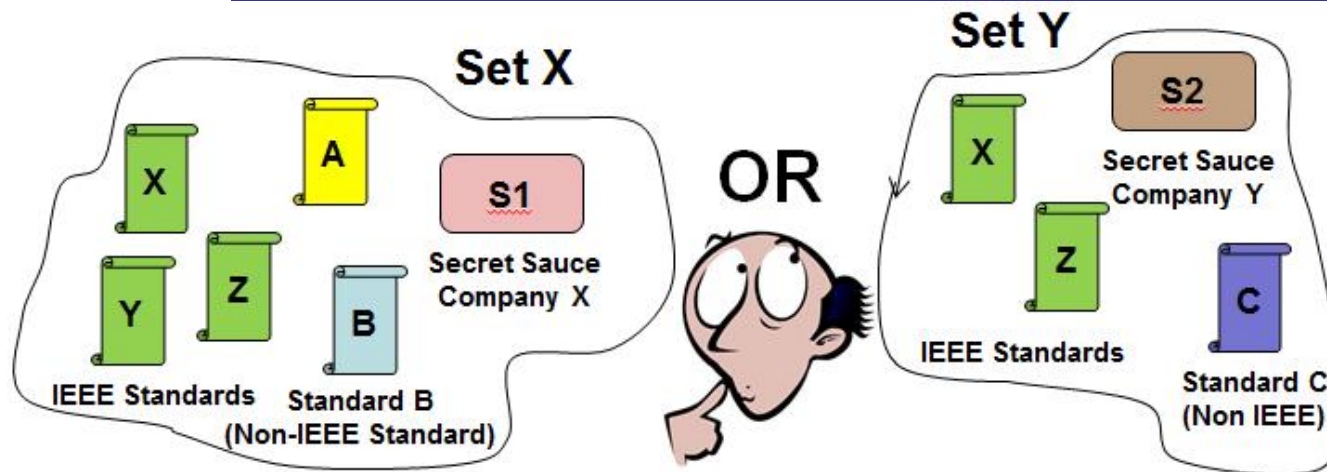 Set X
X
A
S1
Secret Sauce
Company X
Y
Z
B
IEEE Standards
Standard B
(Non-IEEE Standard)
OR
Set Y
X
S2
Secret Sauce
Company Y
Z
C
IEEE Standards
Standard C
(Non IEEE)